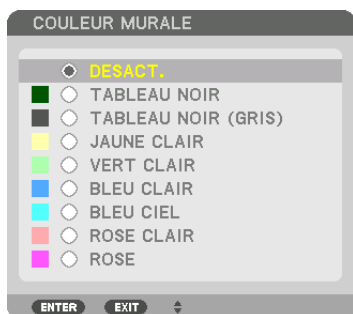 COULEUR MURALE
DESACT.
TABLEAU NOIR
TABLEAU NOIR (GRIS)
JAUNE CLAIR
VERT CLAIR
BLEU CLAIR
BLEU CIEL
ROSE CLAIR
ROSE
ENTER EXIT